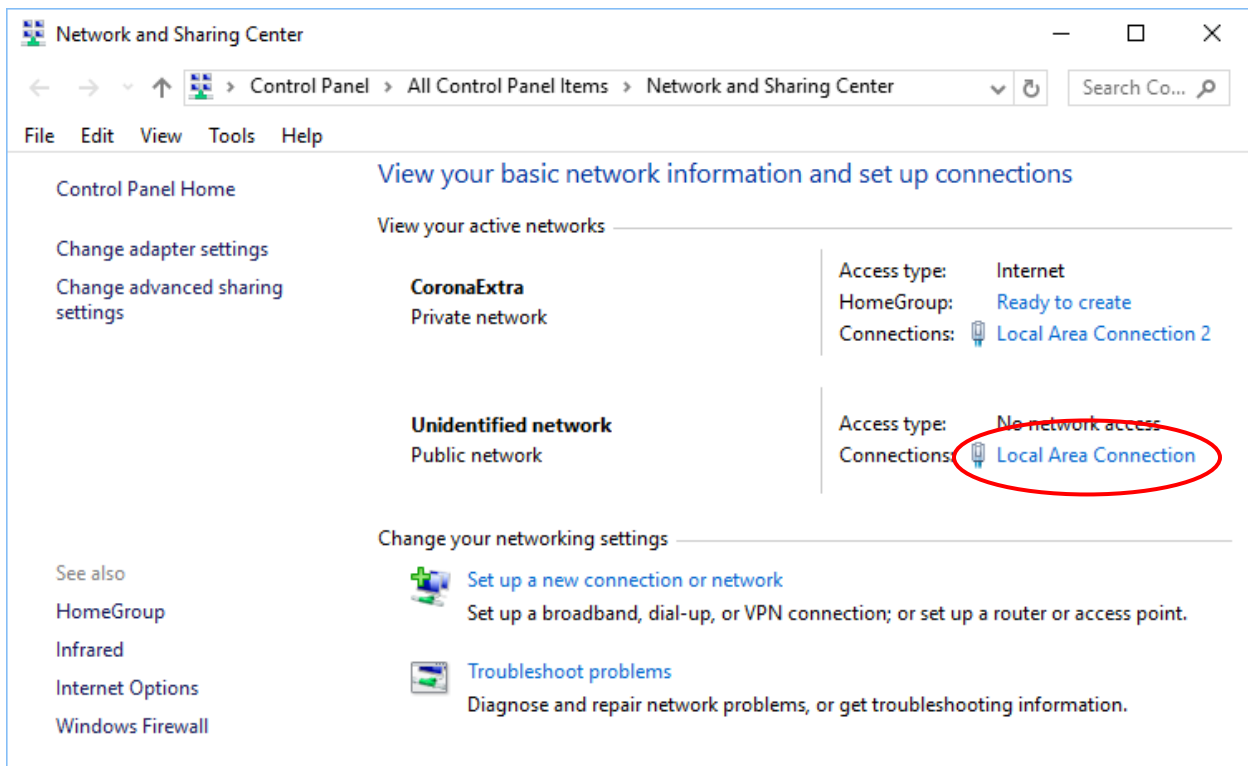 Network and Sharing Center
Control Panel > All Control Panel Items > Network and Sharing Center
Search Co...
File Edit View Tools Help
Control Panel Home
Change adapter settings
Change advanced sharing
settings
View your basic network information and set up connections
View your active networks
CoronaExtra
Private network
Access type: Internet
HomeGroup: Ready to create
Connections: Local Area Connection 2
Unidentified network
Public network
Access type: No network access
Connections: Local Area Connection
Change your networking settings
Set up a new connection or network
Set up a broadband, dial-up, or VPN connection; or set up a router or access point.
Troubleshoot problems
Diagnose and repair network problems, or get troubleshooting information.
See also
HomeGroup
Infrared
Internet Options
Windows Firewall